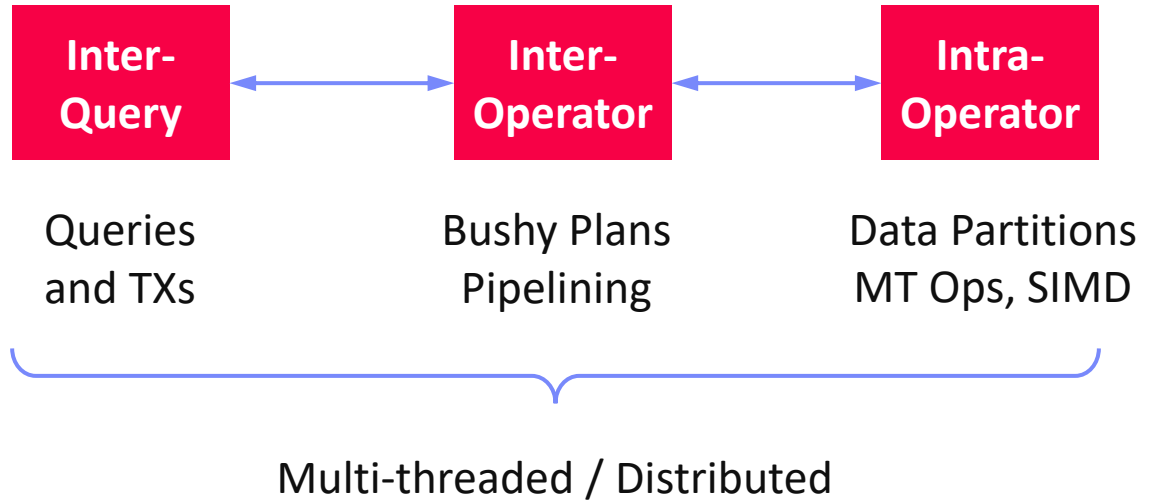 Inter-
Query
Inter-
Operator
Intra-
Operator
Queries
and TXs
Bushy Plans
Pipelining
Data Partitions
MT Ops, SIMD
Multi-threaded / Distributed